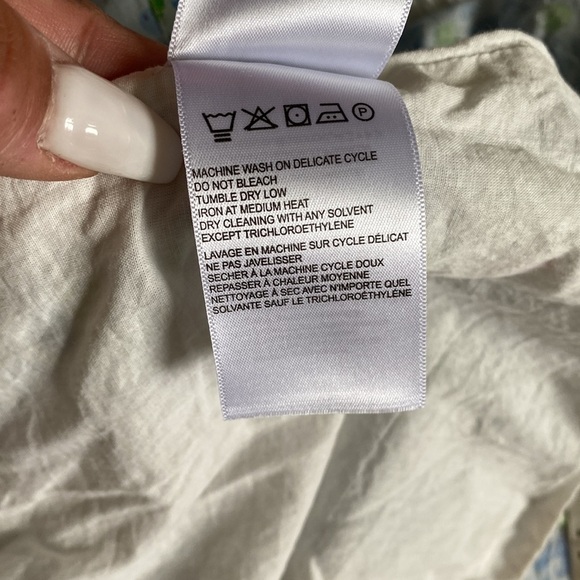 P
MACHINE WASH ON DELICATE CYCLE
DO NOT BLEACH
TUMBLE DRY LOW
IRON AT MEDIUM HEAT
DRY CLEANING WITH ANY SOLVENT
EXCEPT TRICHLOROETHYLENE
LAVAGE EN MACHINE SUR CYCLE DÉLICAT
NE PAS JAVELISSER
SECHER À LA MACHINE CYCLE DOUX
REPASSER À CHALEUR MOYENNE
NETTOYAGE À SEC AVEC N'IMPORTE QUEL
SOLVANTE SAUF LE TRICHLOROÉTHYLÉNE